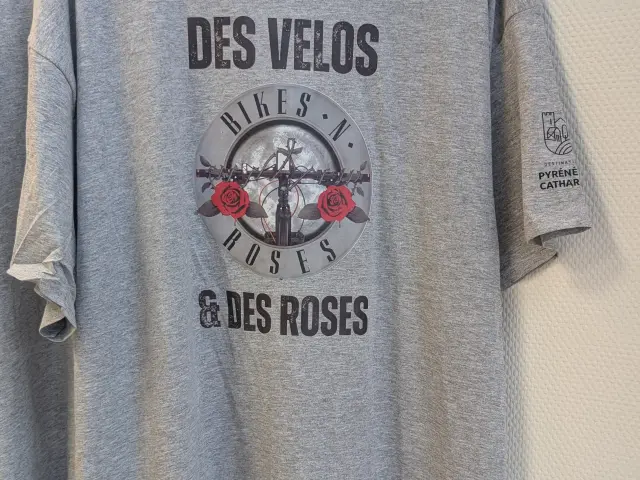 DES VELOS
BIKES · N ·
ROSES
& DES ROSES
PYRÉNÉ
CATHAR